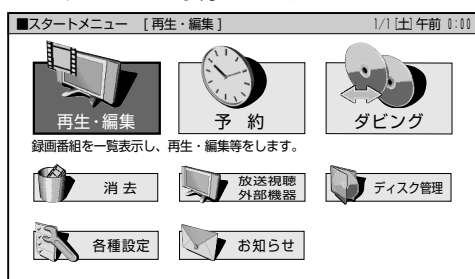 ■スタートメニュー [再生・編集] 1/1[土]午前 0:00
再生・編集 予約 ダビング
録画番組を一覧表示し、再生・編集等をします。
消去 放送視聴 外部機器 ディスク管理
各種設定 お知らせ